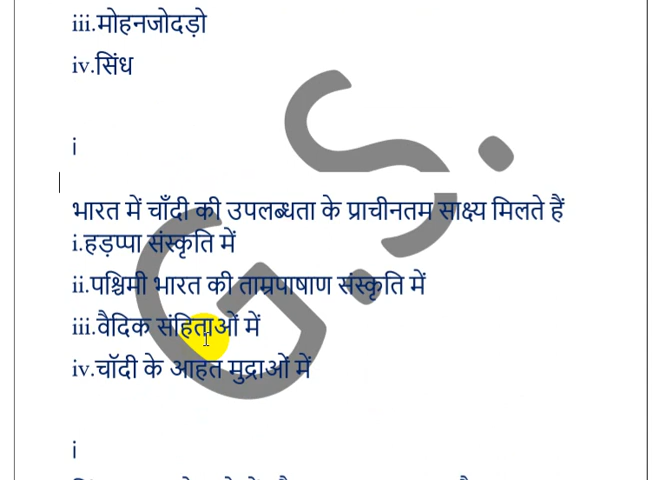 iii.मोहनजोदड़ो
iv.सिंध
i
भारत में चाँदी की उपलब्धता के प्राचीनतम साक्ष्य मिलते हैं
i.हड़प्पा संस्कृति में
ii.पश्चिमी भारत की ताम्रपाषाण संस्कृति में
iii.वैदिक संहिताओं में
iv.चॉदी के आहत मुद्राओं में
i
G.S.